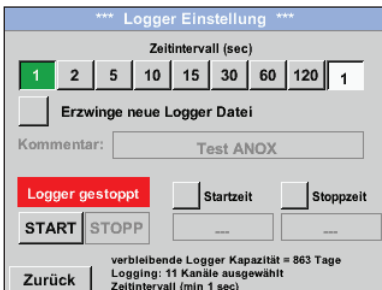 *** Logger Einstellung ***
Zeitintervall (sec)
1 2 5 10 15 30 60 120 1
Erzwinge neue Logger Datei
Kommentar: Test ANOX
Logger gestoppt Startzeit Stoppzeit
START STOPP --- ---
verbleibende Logger Kapazität = 863 Tage
Logging: 11 Kanäle ausgewählt
Zurück Zeitintervall (min 1 sec)